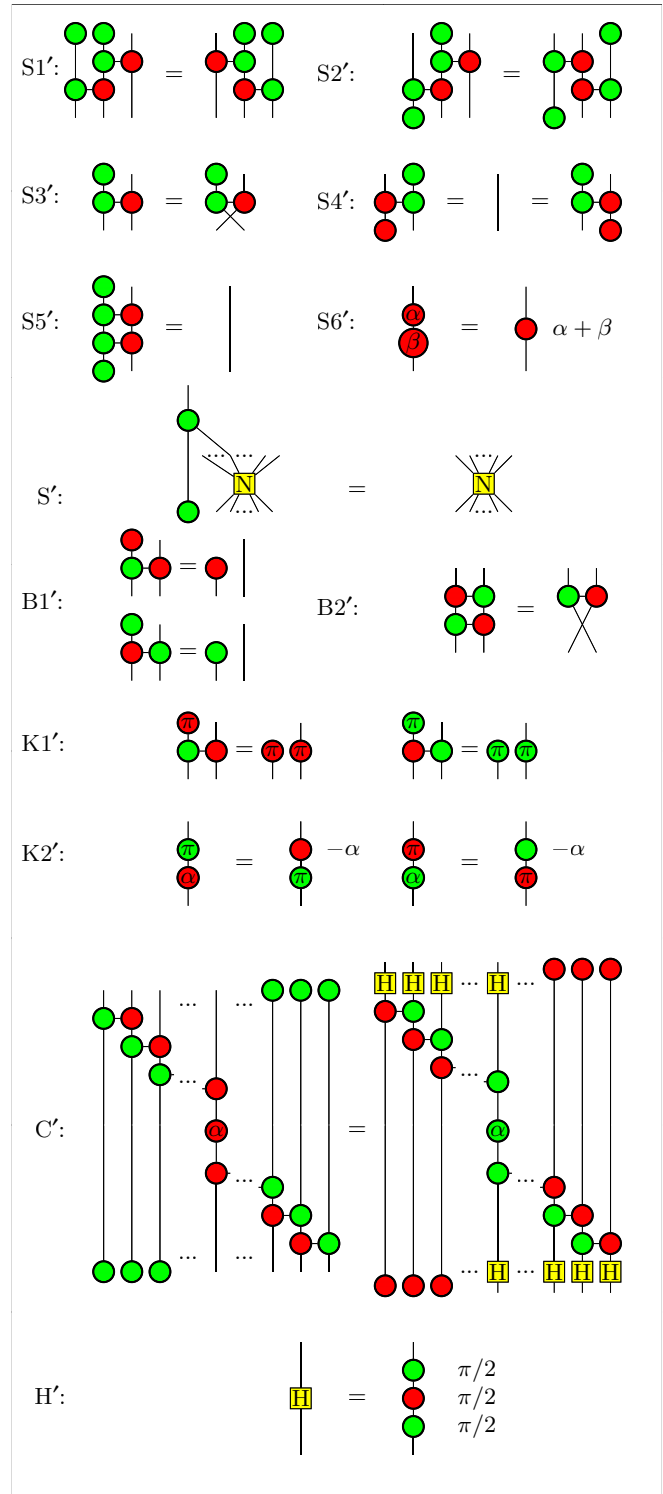 S1′: = S2′: =
S3′: = S4′: = =
S5′: = S6′: α β = α + β
... ...
N N
S′: ... = ...
=
B1′: B2′: =
=
K1′: π = π π π = π π
K2′: π α = −α π π α = −α π
H H H ... H ...
... ...
... ...
C′: α = α
... ...
... ... ... H ... H H H
H′: H = π/2
π/2
π/2